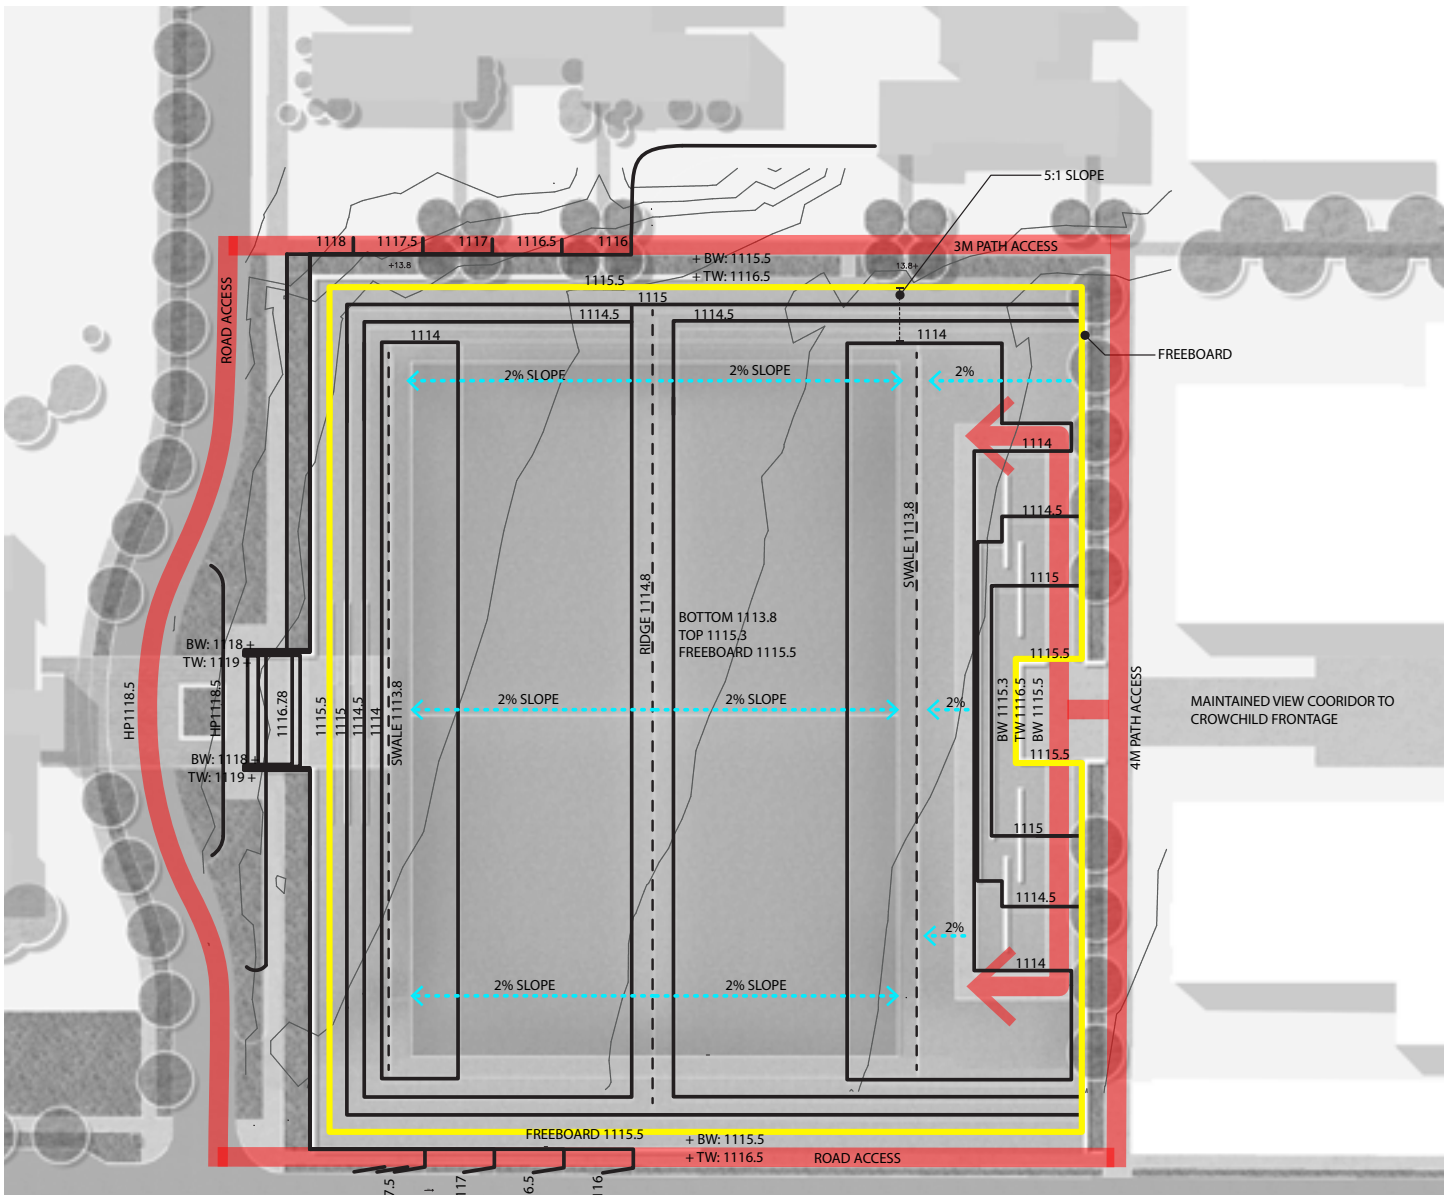 5:1 SLOPE
1118
1117.5
1117
1116.5
1116
3M PATH ACCESS
+13.8
+ BW: 1115.5
+ TW: 1116.5
13.8+
1115.5
1115
1114.5
1114.5
1114
1114
ROAD ACCESS
FREEBOARD
2% SLOPE
2% SLOPE
2%
1114
1114.5
SWALE 1113.8
1115
RIDGE 1114.8
BOTTOM 1113.8
TOP 1115.3
FREEBOARD 1115.5
BW: 1118 +
TW: 1119 +
1115.5
HP1118.5
HP1118.5
1116.78
1115.5
1115
1114.5
1114
SWALE 1113.8
2% SLOPE
2% SLOPE
2%
BW 1115.3
TW 1116.5
BW 1115.5
4M PATH ACCESS
MAINTAINED VIEW COORIDOR TO
CROWCHILD FRONTAGE
BW: 1118+
TW: 1119 +
1115.5
1115
1114.5
2%
1114
2% SLOPE
2% SLOPE
FREEBOARD 1115.5
+ BW: 1115.5
+ TW: 1116.5
ROAD ACCESS
7.5
117
6.5
116